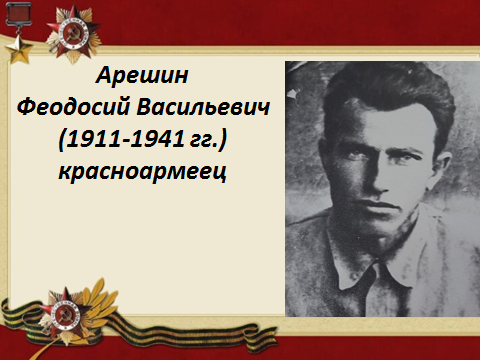 Арешин
Феодосий Васильевич
(1911-1941 гг.)
красноармеец